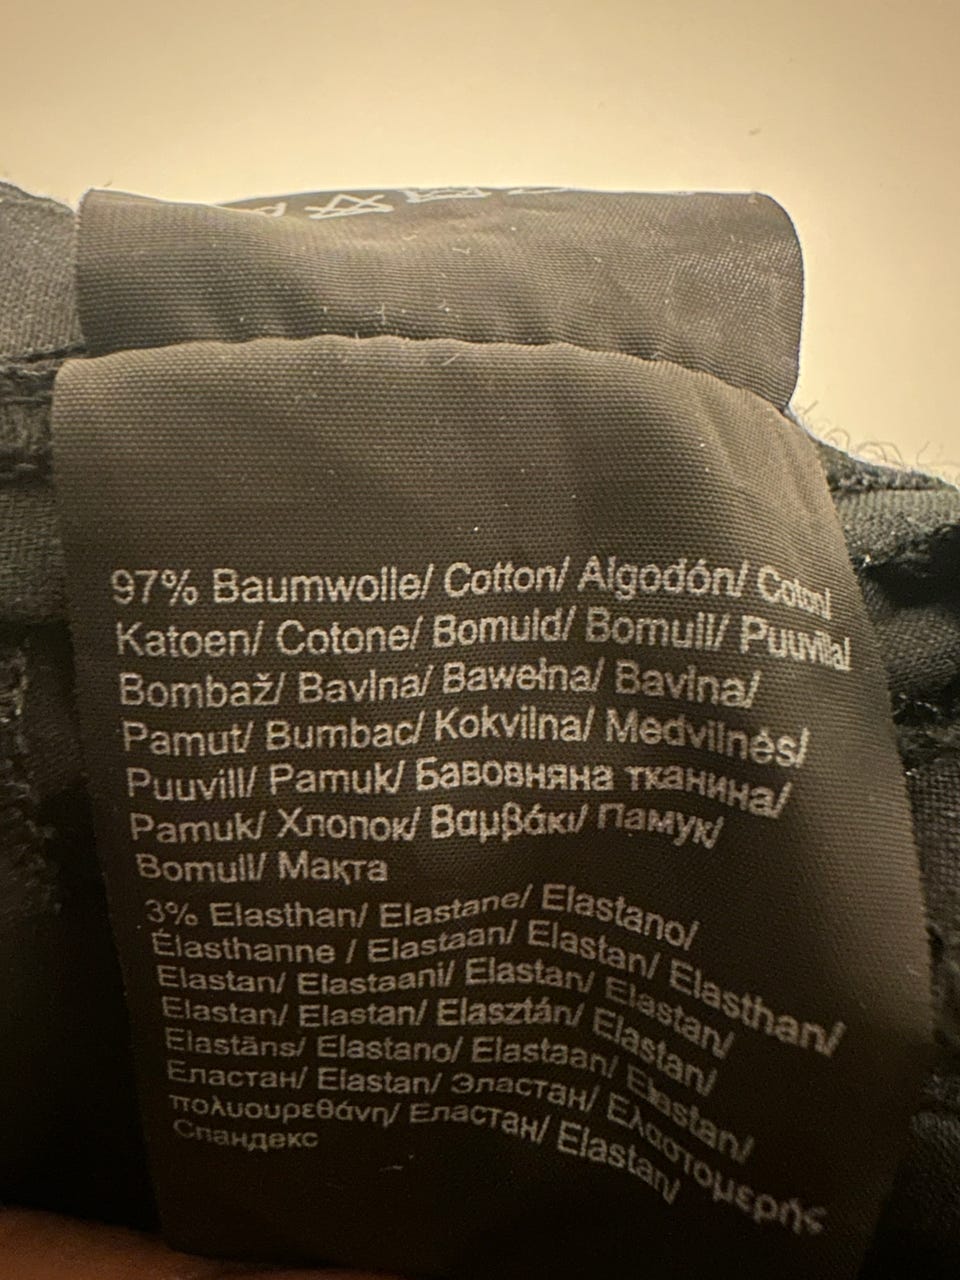 97% Baumwolle/ Cotton/ Algodón/ Coton/
Katoen/ Cotone/ Bomuld/ Bomull/ Puuvilla/
Bombaž/ Bavlna/ Bawełna/ Bavlna/
Pamut/ Bumbac/ Kokvilna/ Medvilnės/
Puuvill/ Pamuk/ Бавовняна тканина/
Pamuk/ Хлопок/ Βαμβάκι/ Памук/
Bomull/ Мақта
3% Elasthan/ Elastane/ Elastano/
Élasthanne / Elastaan/ Elastan/ Elasthan/
Elastan/ Elastaani/ Elastan/ Elastan/
Elastan/ Elastan/ Elasztán/ Elastan/
Elastāns/ Elastano/ Elastaan/ Elastan/
Еластан/ Elastan/ Эластан/ Ελαστομερής
πολυουρεθάνη/ Еластан/ Elastan/
Спандекс